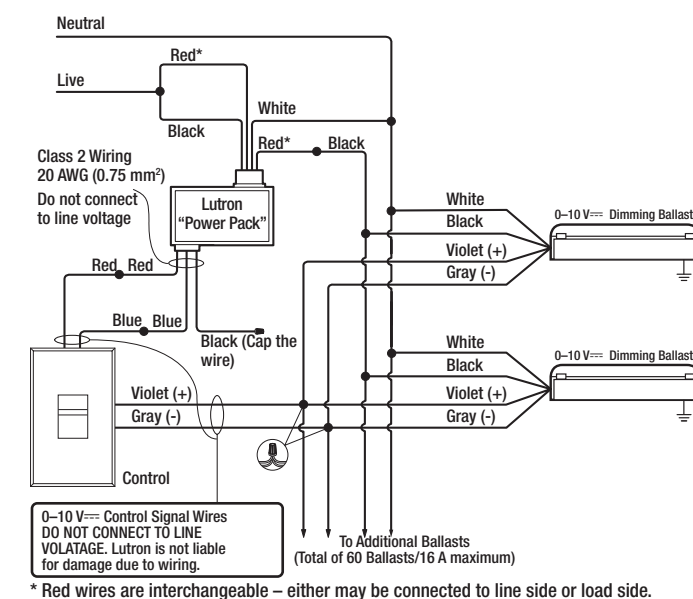 Neutral
Red*
Live
White
Black
Red* Black
Class 2 Wiring
20 AWG (0.75 mm²)
Do not connect
to line voltage
Lutron
“Power Pack”
White
Black
Violet (+)
Gray (-)
0–10 V⎓ Dimming Ballast
Red Red
Blue Blue
Black (Cap the
wire)
White
Black
Violet (+)
Gray (-)
0–10 V⎓ Dimming Ballast
Violet (+)
Gray (-)
Control
0–10 V⎓ Control Signal Wires
DO NOT CONNECT TO LINE
VOLATAGE. Lutron is not liable
for damage due to wiring.
To Additional Ballasts
(Total of 60 Ballasts/16 A maximum)
* Red wires are interchangeable – either may be connected to line side or load side.